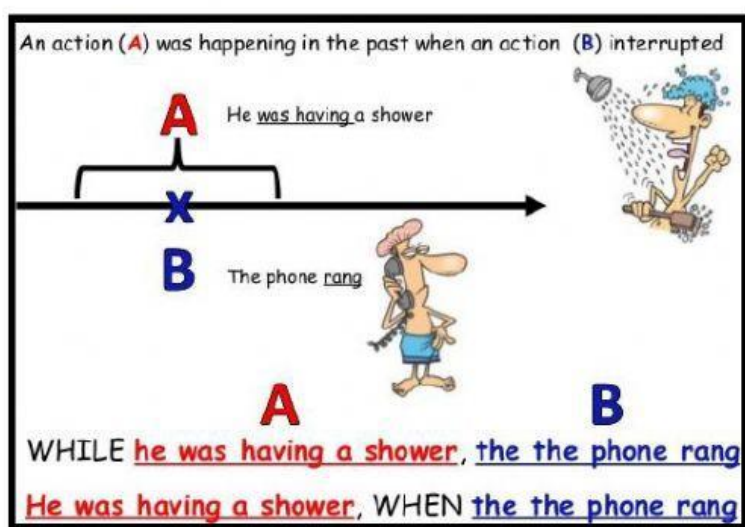 An action (A) was happening in the past when an action (B) interrupted
A
He was having a shower
X
B
The phone rang
A
B
WHILE he was having a shower, the the phone rang
He was having a shower, WHEN the the phone rang